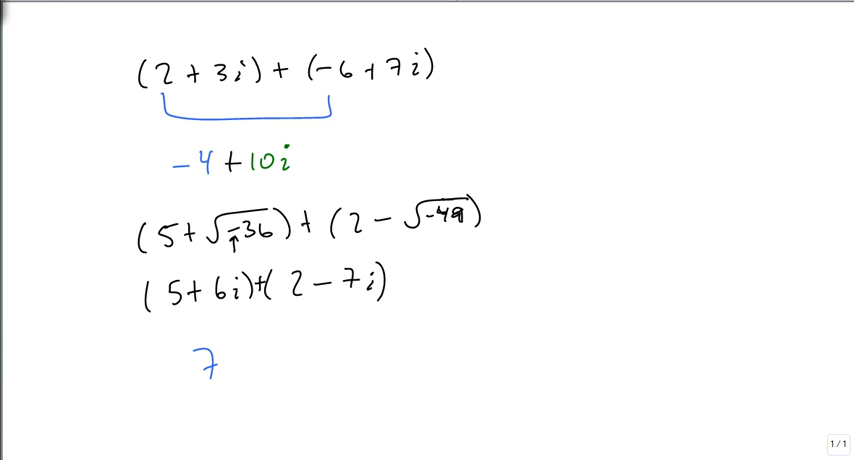 (2 + 3i) + (-6 + 7i)
-4 + 10i
(5 + √-36) + (2 - √-49)
(5 + 6i) + (2 - 7i)
7
1 / 1